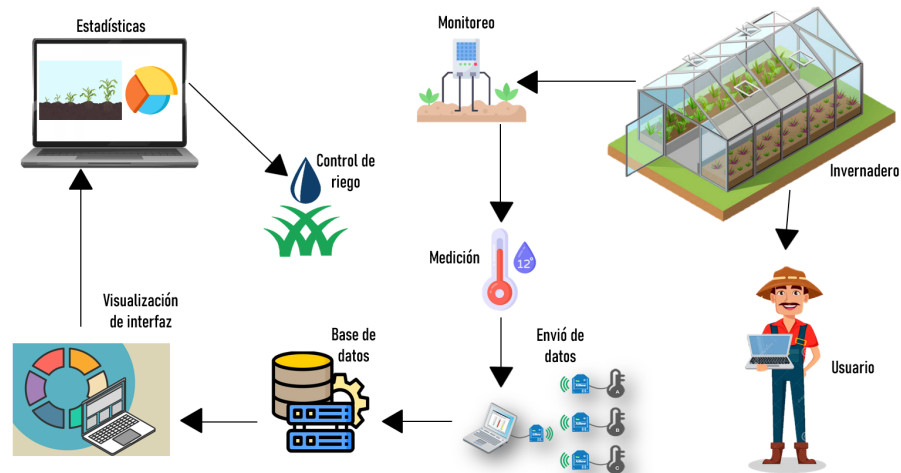 Estadísticas
Monitoreo
Control de
riego
Invernadero
Medición
12°
Visualización
de interfaz
Base de
datos
Envió de
datos
Usuario
A
B
C